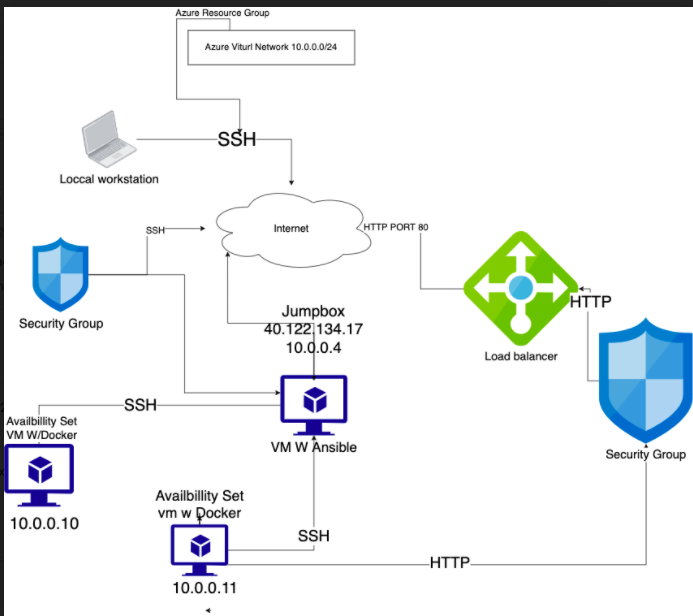 Azure Resource Group
Azure Viturl Network 10.0.0.0/24
SSH
Loccal workstation
SSH
Internet
HTTP PORT 80
HTTP
Security Group
Jumpbox
40.122.134.17
10.0.0.4
Load balancer
SSH
VM W Ansible
Availbillity Set
VM W/Docker
10.0.0.10
Security Group
Availbillity Set
vm w Docker
SSH
HTTP
10.0.0.11